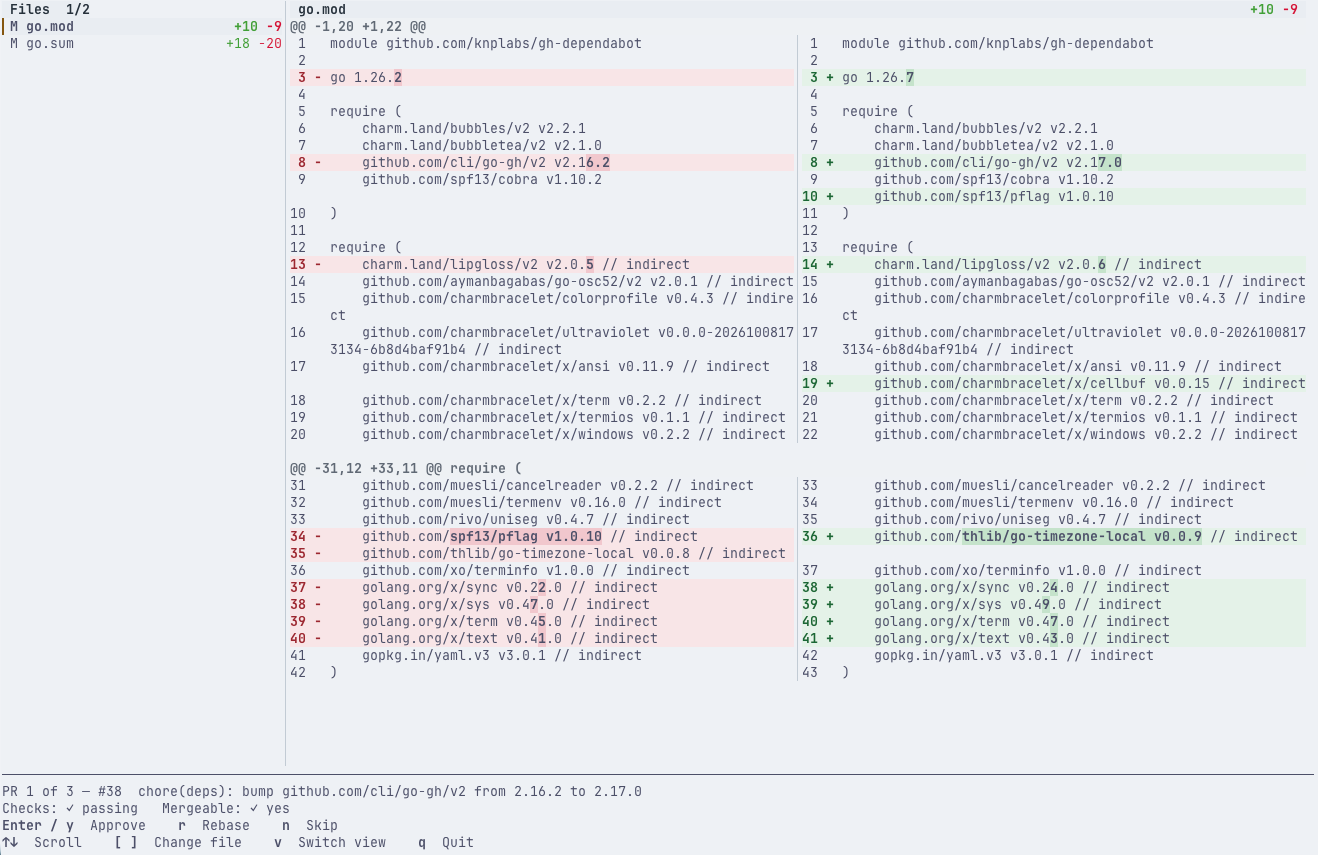 Files  1/2
M go.mod +10 -9
M go.sum +18 -20
go.mod +10 -9
@@ -1,20 +1,22 @@
1 module github.com/knplabs/gh-dependabot
2
3 - go 1.26.2
4
5 require (
6 charm.land/bubbles/v2 v2.2.1
7 charm.land/bubbletea/v2 v2.1.0
8 - github.com/cli/go-gh/v2 v2.16.2
9 github.com/spf13/cobra v1.10.2
10 )
11
12 require (
13 - charm.land/lipgloss/v2 v2.0.5 // indirect
14 github.com/aymanbagabas/go-osc52/v2 v2.0.1 // indirect
15 github.com/charmbracelet/colorprofile v0.4.3 // indire
ct
16 github.com/charmbracelet/ultraviolet v0.0.0-2026100817
3134-6b8d4baf91b4 // indirect
17 github.com/charmbracelet/x/ansi v0.11.9 // indirect
18 github.com/charmbracelet/x/term v0.2.2 // indirect
19 github.com/charmbracelet/x/termios v0.1.1 // indirect
20 github.com/charmbracelet/x/windows v0.2.2 // indirect
1 module github.com/knplabs/gh-dependabot
2
3 + go 1.26.7
4
5 require (
6 charm.land/bubbles/v2 v2.2.1
7 charm.land/bubbletea/v2 v2.1.0
8 + github.com/cli/go-gh/v2 v2.17.0
9 github.com/spf13/cobra v1.10.2
10 + github.com/spf13/pflag v1.0.10
11 )
12
13 require (
14 + charm.land/lipgloss/v2 v2.0.6 // indirect
15 github.com/aymanbagabas/go-osc52/v2 v2.0.1 // indirect
16 github.com/charmbracelet/colorprofile v0.4.3 // indire
ct
17 github.com/charmbracelet/ultraviolet v0.0.0-2026100817
3134-6b8d4baf91b4 // indirect
18 github.com/charmbracelet/x/ansi v0.11.9 // indirect
19 + github.com/charmbracelet/x/cellbuf v0.0.15 // indirect
20 github.com/charmbracelet/x/term v0.2.2 // indirect
21 github.com/charmbracelet/x/termios v0.1.1 // indirect
22 github.com/charmbracelet/x/windows v0.2.2 // indirect
@@ -31,12 +33,11 @@ require (
31 github.com/muesli/cancelreader v0.2.2 // indirect
32 github.com/muesli/termenv v0.16.0 // indirect
33 github.com/rivo/uniseg v0.4.7 // indirect
34 - github.com/spf13/pflag v1.0.10 // indirect
35 - github.com/thlib/go-timezone-local v0.0.8 // indirect
36 github.com/xo/terminfo v1.0.0 // indirect
37 - golang.org/x/sync v0.22.0 // indirect
38 - golang.org/x/sys v0.47.0 // indirect
39 - golang.org/x/term v0.45.0 // indirect
40 - golang.org/x/text v0.41.0 // indirect
41 gopkg.in/yaml.v3 v3.0.1 // indirect
42 )
33 github.com/muesli/cancelreader v0.2.2 // indirect
34 github.com/muesli/termenv v0.16.0 // indirect
35 github.com/rivo/uniseg v0.4.7 // indirect
36 + github.com/thlib/go-timezone-local v0.0.9 // indirect
37 github.com/xo/terminfo v1.0.0 // indirect
38 + golang.org/x/sync v0.24.0 // indirect
39 + golang.org/x/sys v0.49.0 // indirect
40 + golang.org/x/term v0.47.0 // indirect
41 + golang.org/x/text v0.43.0 // indirect
42 gopkg.in/yaml.v3 v3.0.1 // indirect
43 )
PR 1 of 3 — #38  chore(deps): bump github.com/cli/go-gh/v2 from 2.16.2 to 2.17.0
Checks: ✓ passing   Mergeable: ✓ yes
Enter / y  Approve    r  Rebase    n  Skip
↑↓  Scroll    [ ]  Change file    v  Switch view    q  Quit